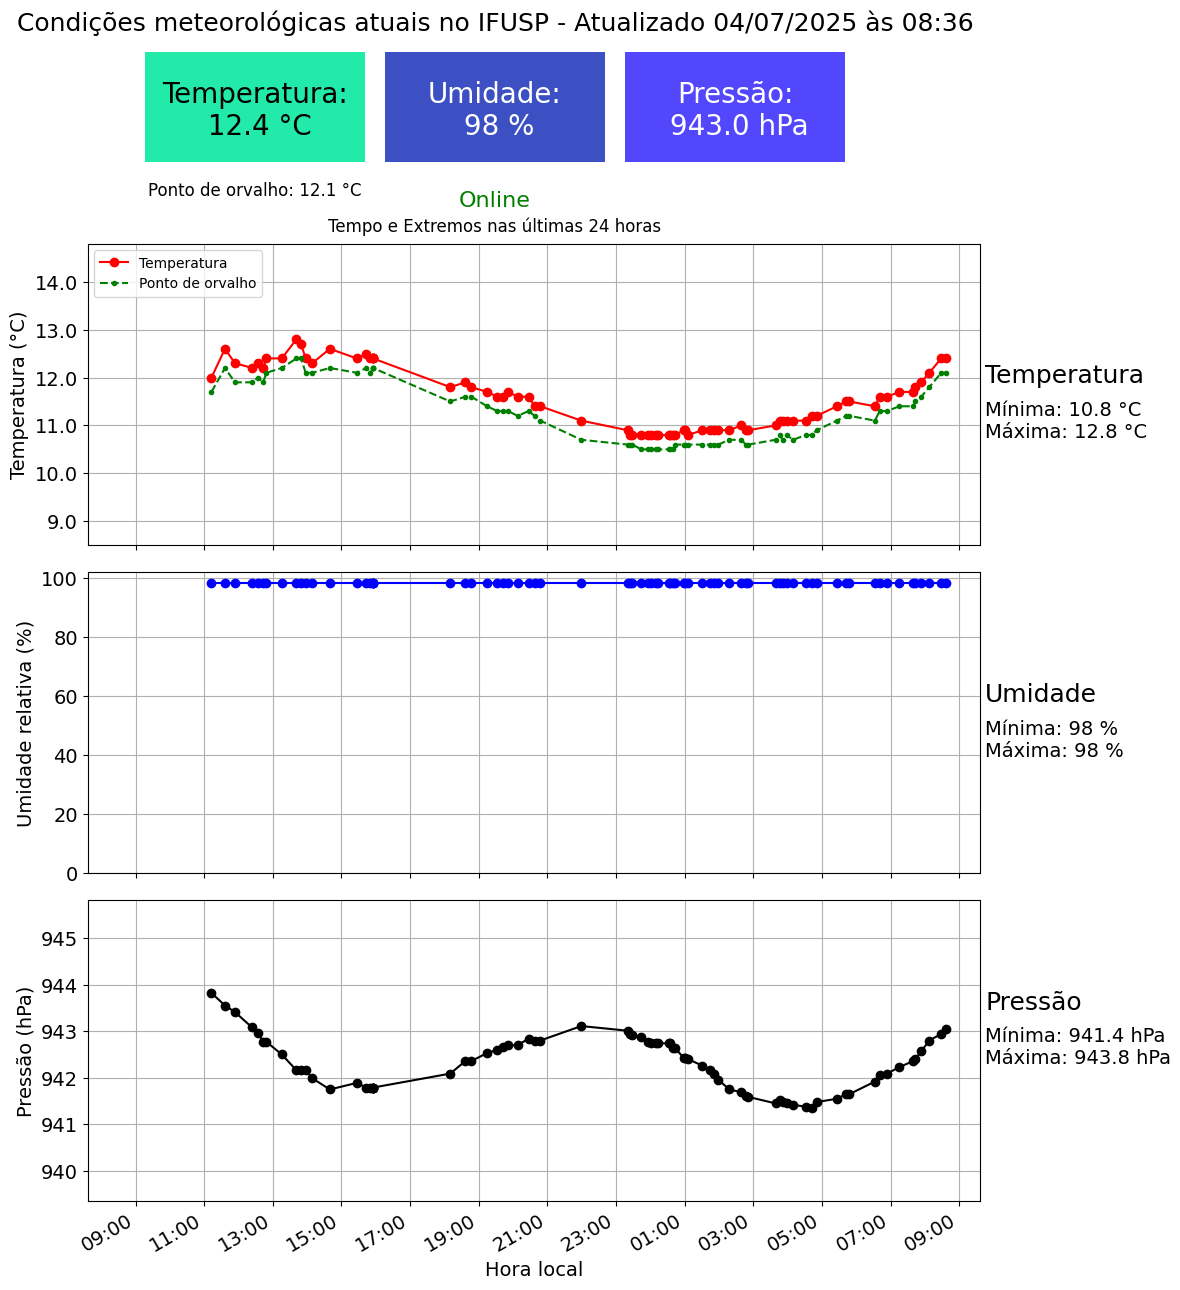 Condições meteorológicas atuais no IFUSP - Atualizado 04/07/2025 às 08:36
Temperatura:
12.4 °C
Umidade:
98 %
Pressão:
943.0 hPa
Ponto de orvalho: 12.1 °C
Online
Tempo e Extremos nas últimas 24 horas
Temperatura
Ponto de orvalho
Temperatura (°C)
14.0
13.0
12.0
11.0
10.0
9.0
Temperatura
Mínima: 10.8 °C
Máxima: 12.8 °C
Umidade relativa (%)
100
80
60
40
20
0
Umidade
Mínima: 98 %
Máxima: 98 %
Pressão (hPa)
945
944
943
942
941
940
Pressão
Mínima: 941.4 hPa
Máxima: 943.8 hPa
09:00
11:00
13:00
15:00
17:00
19:00
21:00
23:00
01:00
03:00
05:00
07:00
09:00
Hora local